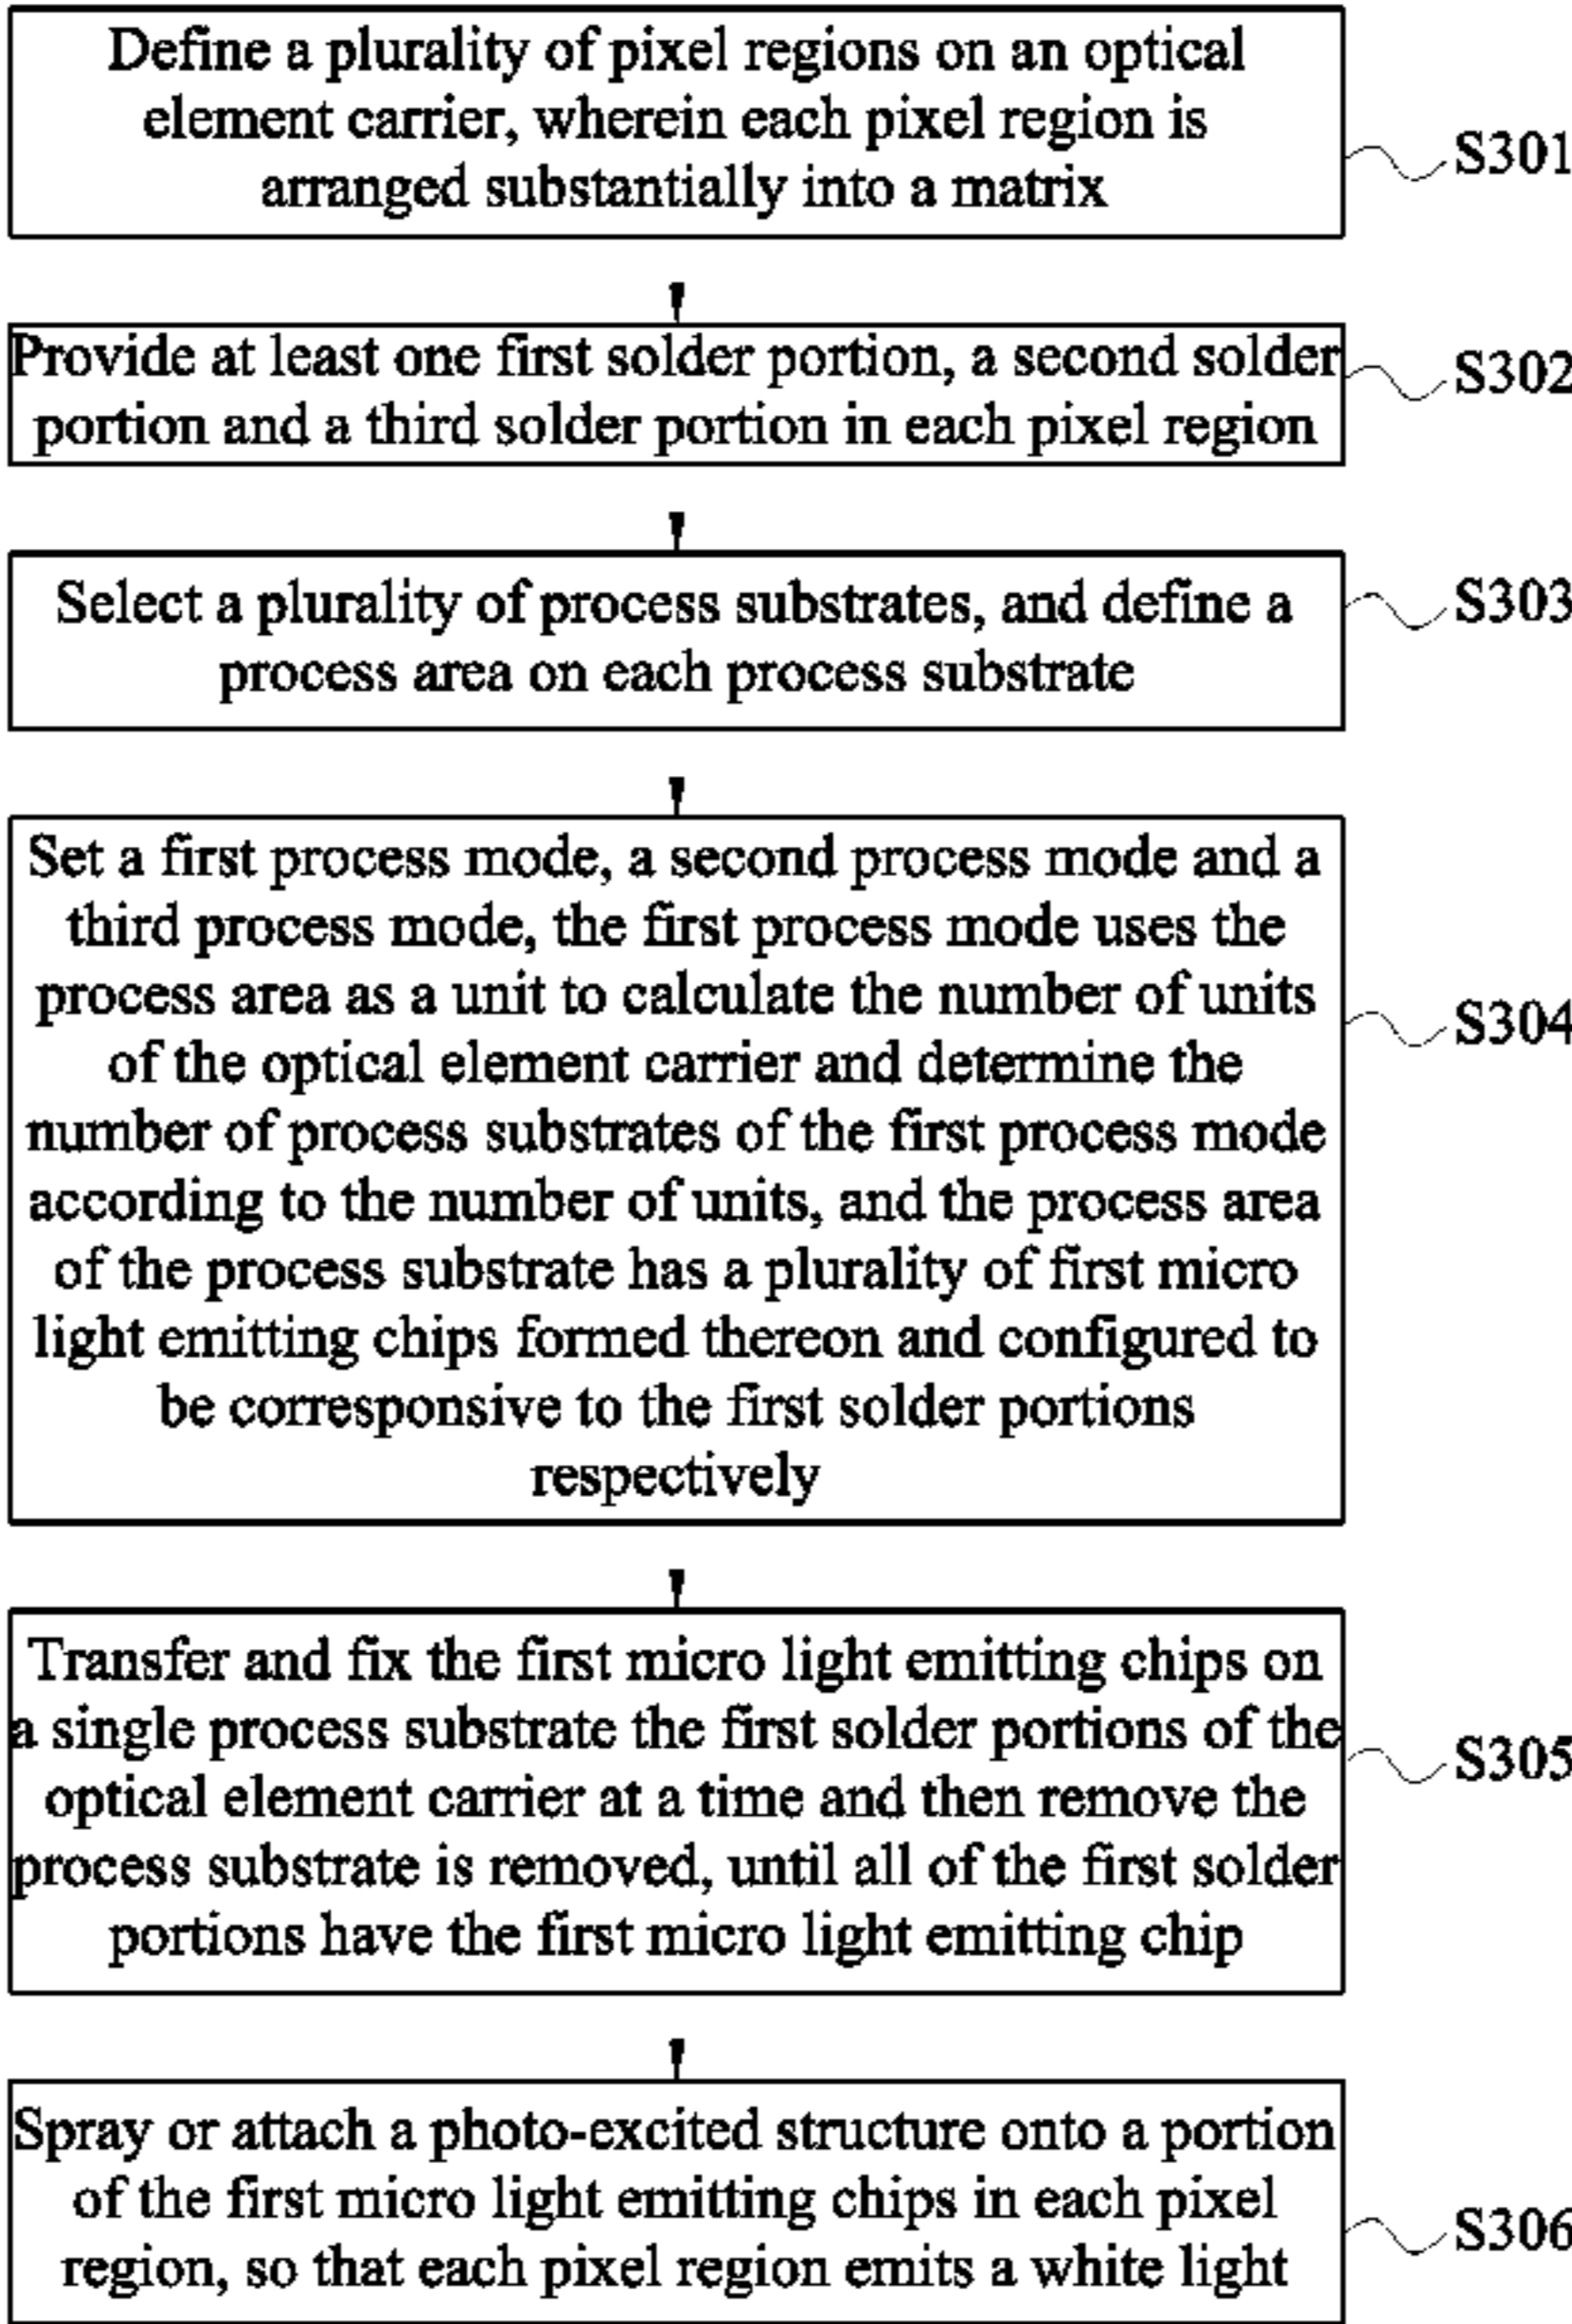 Define a plurality of pixel regions on an optical
element carrier, wherein each pixel region is
arranged substantially into a matrix
S301
Provide at least one first solder portion, a second solder
portion and a third solder portion in each pixel region
S302
Select a plurality of process substrates, and define a
process area on each process substrate
S303
Set a first process mode, a second process mode and a
third process mode, the first process mode uses the
process area as a unit to calculate the number of units
of the optical element carrier and determine the
number of process substrates of the first process mode
according to the number of units, and the process area
of the process substrate has a plurality of first micro
light emitting chips formed thereon and configured to
be corresponsive to the first solder portions
respectively
S304
Transfer and fix the first micro light emitting chips on
a single process substrate the first solder portions of the
optical element carrier at a time and then remove the
process substrate is removed, until all of the first solder
portions have the first micro light emitting chip
S305
Spray or attach a photo-excited structure onto a portion
of the first micro light emitting chips in each pixel
region, so that each pixel region emits a white light
S306